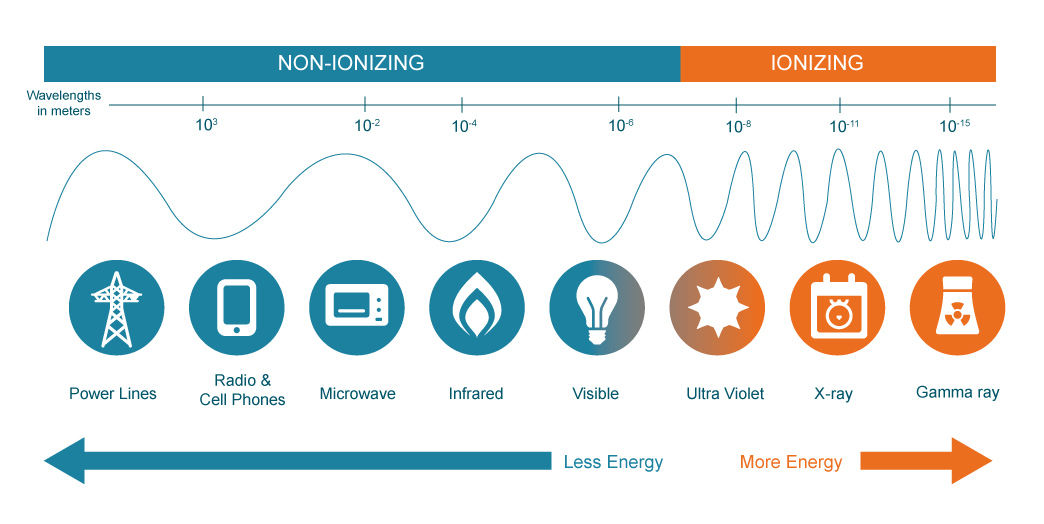 NON-IONIZING
IONIZING
Wavelengths
in meters
10³
10⁻²
10⁻⁴
10⁻⁶
10⁻⁸
10⁻¹¹
10⁻¹⁵
Power Lines
Radio &
Cell Phones
Microwave
Infrared
Visible
Ultra Violet
X-ray
Gamma ray
Less Energy
More Energy